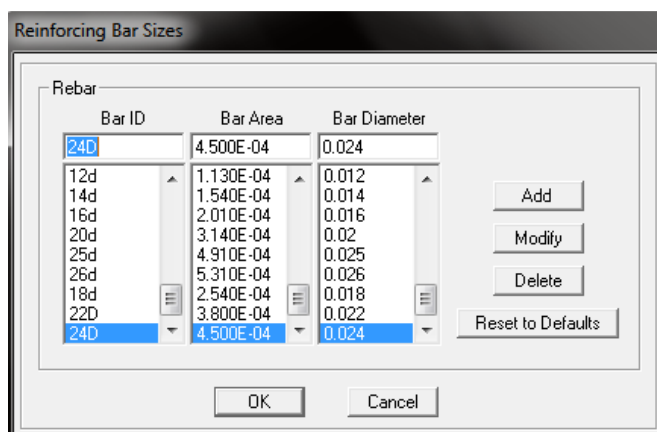 Reinforcing Bar Sizes
Rebar
Bar ID Bar Area Bar Diameter
24D 4.500E-04 0.024
12d 1.130E-04 0.012
14d 1.540E-04 0.014
16d 2.010E-04 0.016
20d 3.140E-04 0.02
25d 4.910E-04 0.025
26d 5.310E-04 0.026
18d 2.540E-04 0.018
22D 3.800E-04 0.022
24D 4.500E-04 0.024
Add
Modify
Delete
Reset to Defaults
OK Cancel